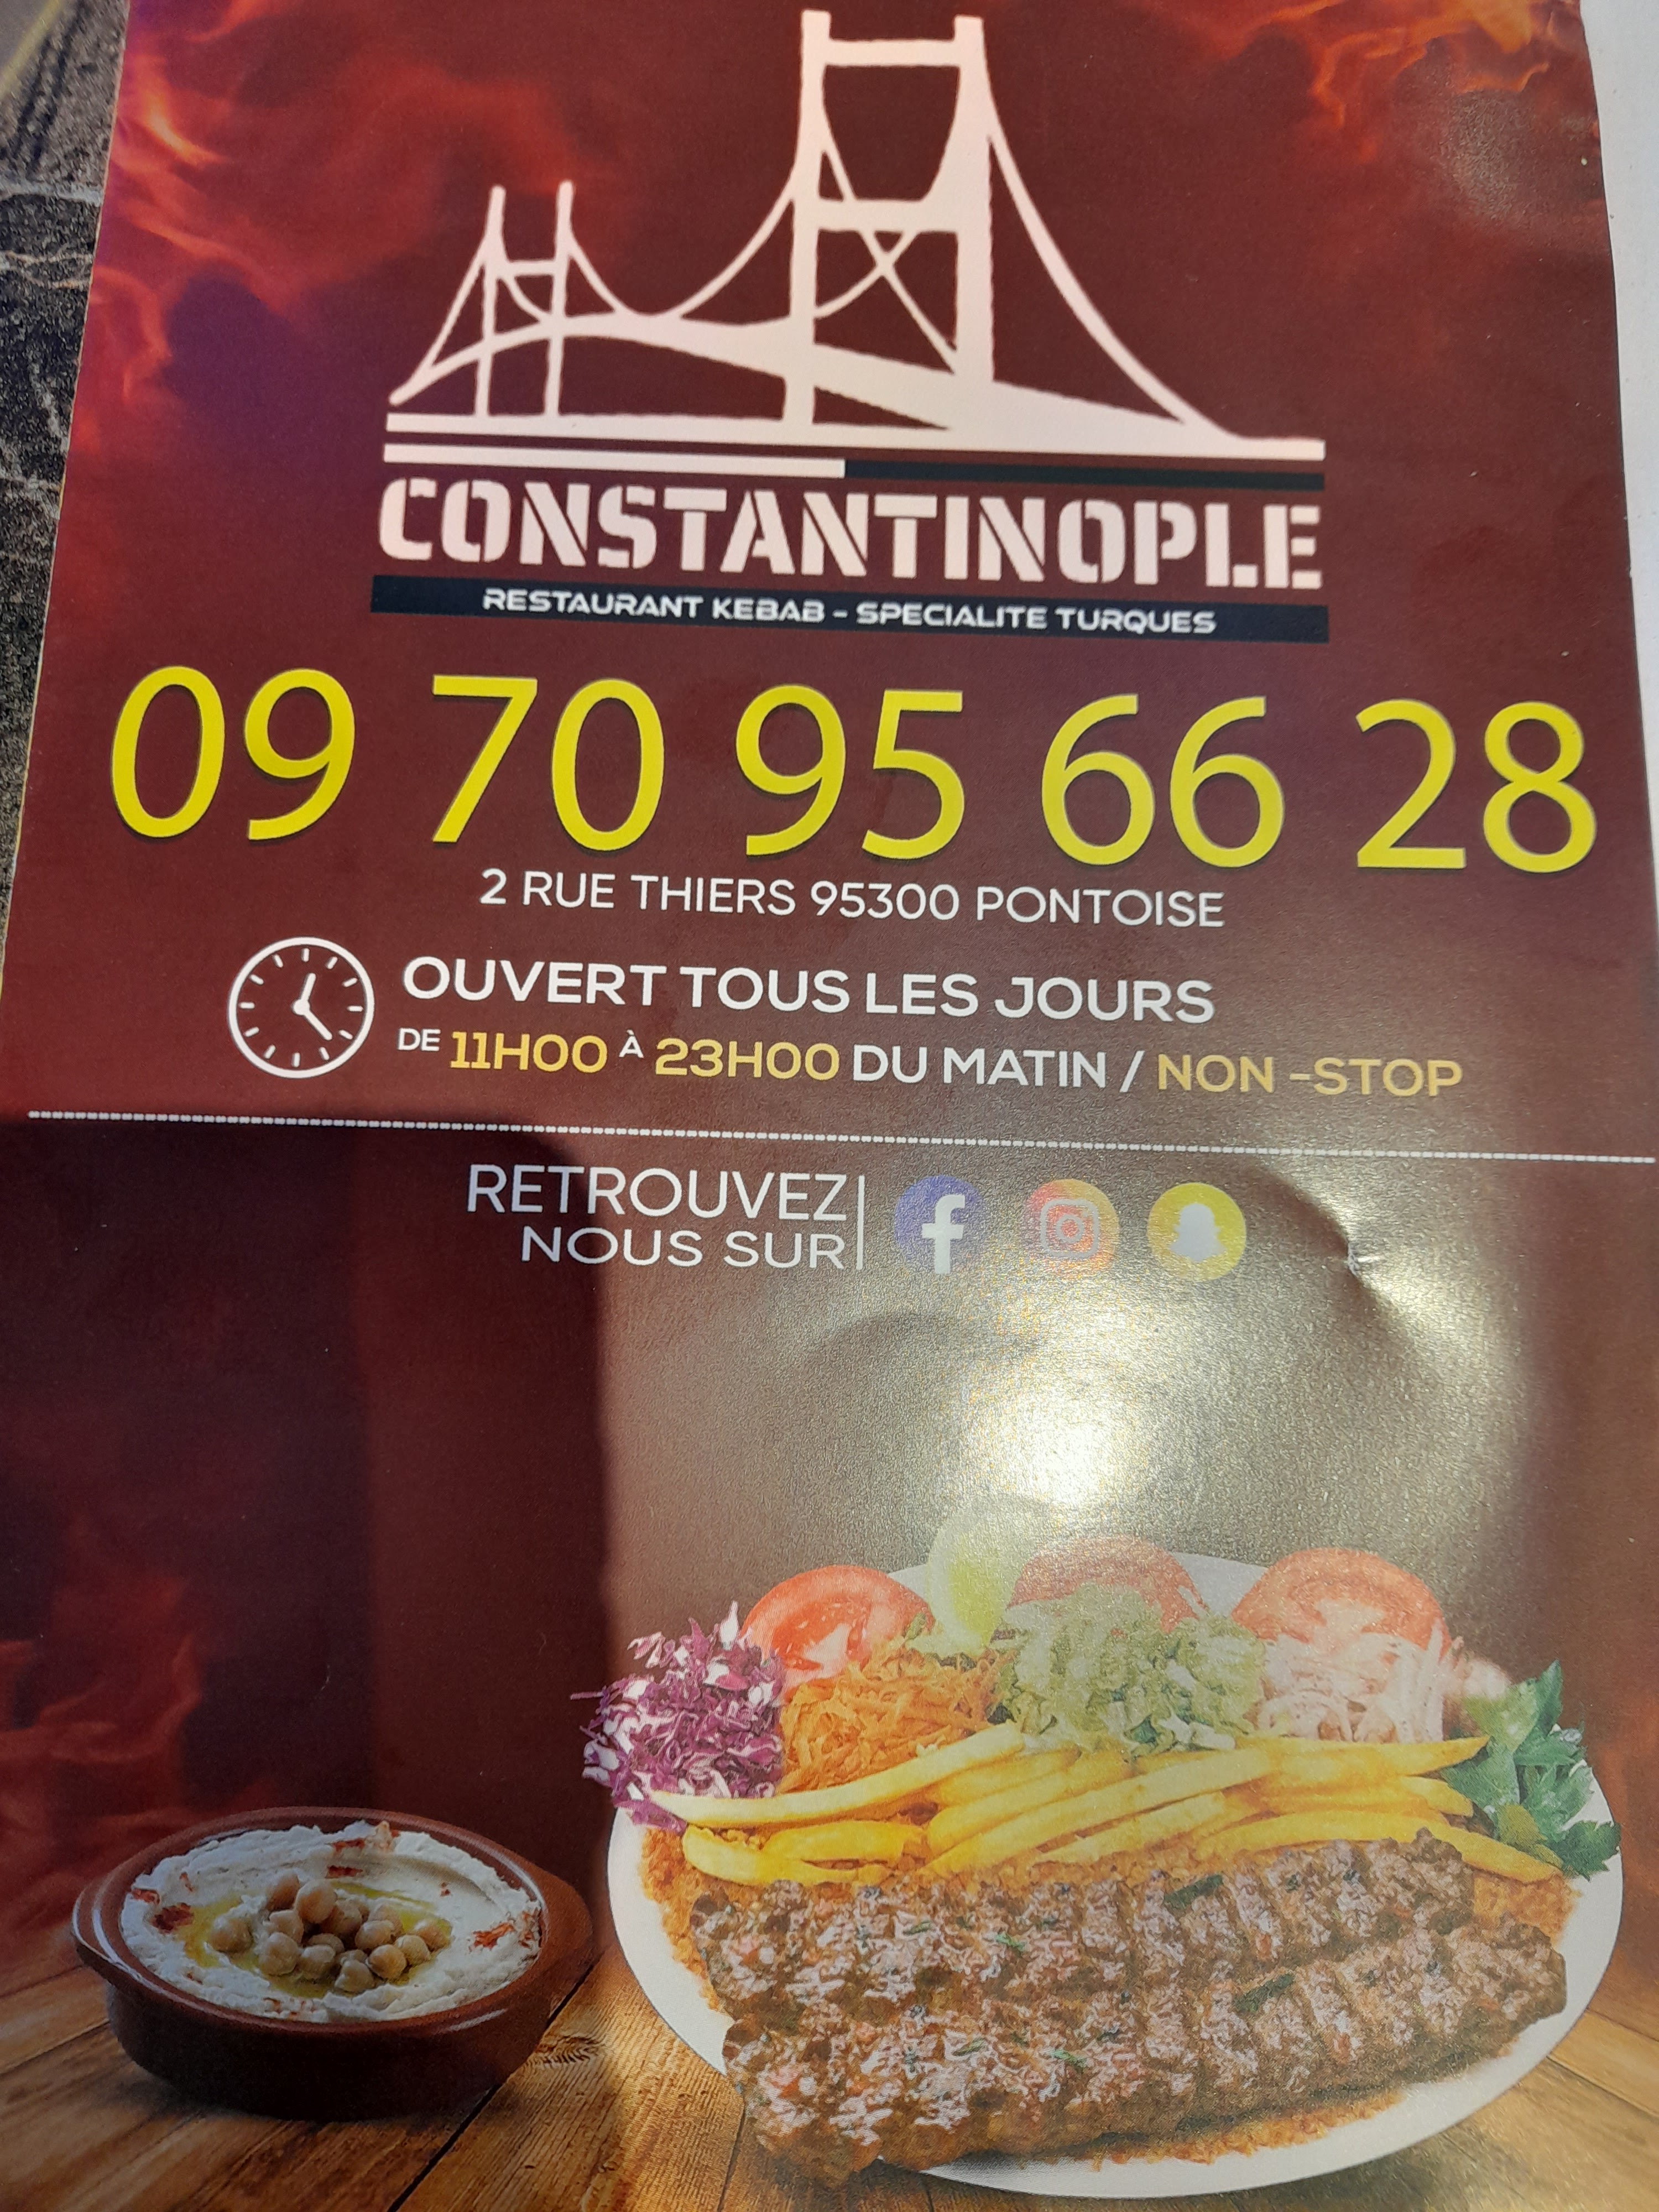 CONSTANTINOPLE
RESTAURANT KEBAB - SPECIALITE TURQUES
09 70 95 66 28
2 RUE THIERS 95300 PONTOISE
OUVERT TOUS LES JOURS
DE 11H00 À 23H00 DU MATIN / NON -STOP
RETROUVEZ
NOUS SUR